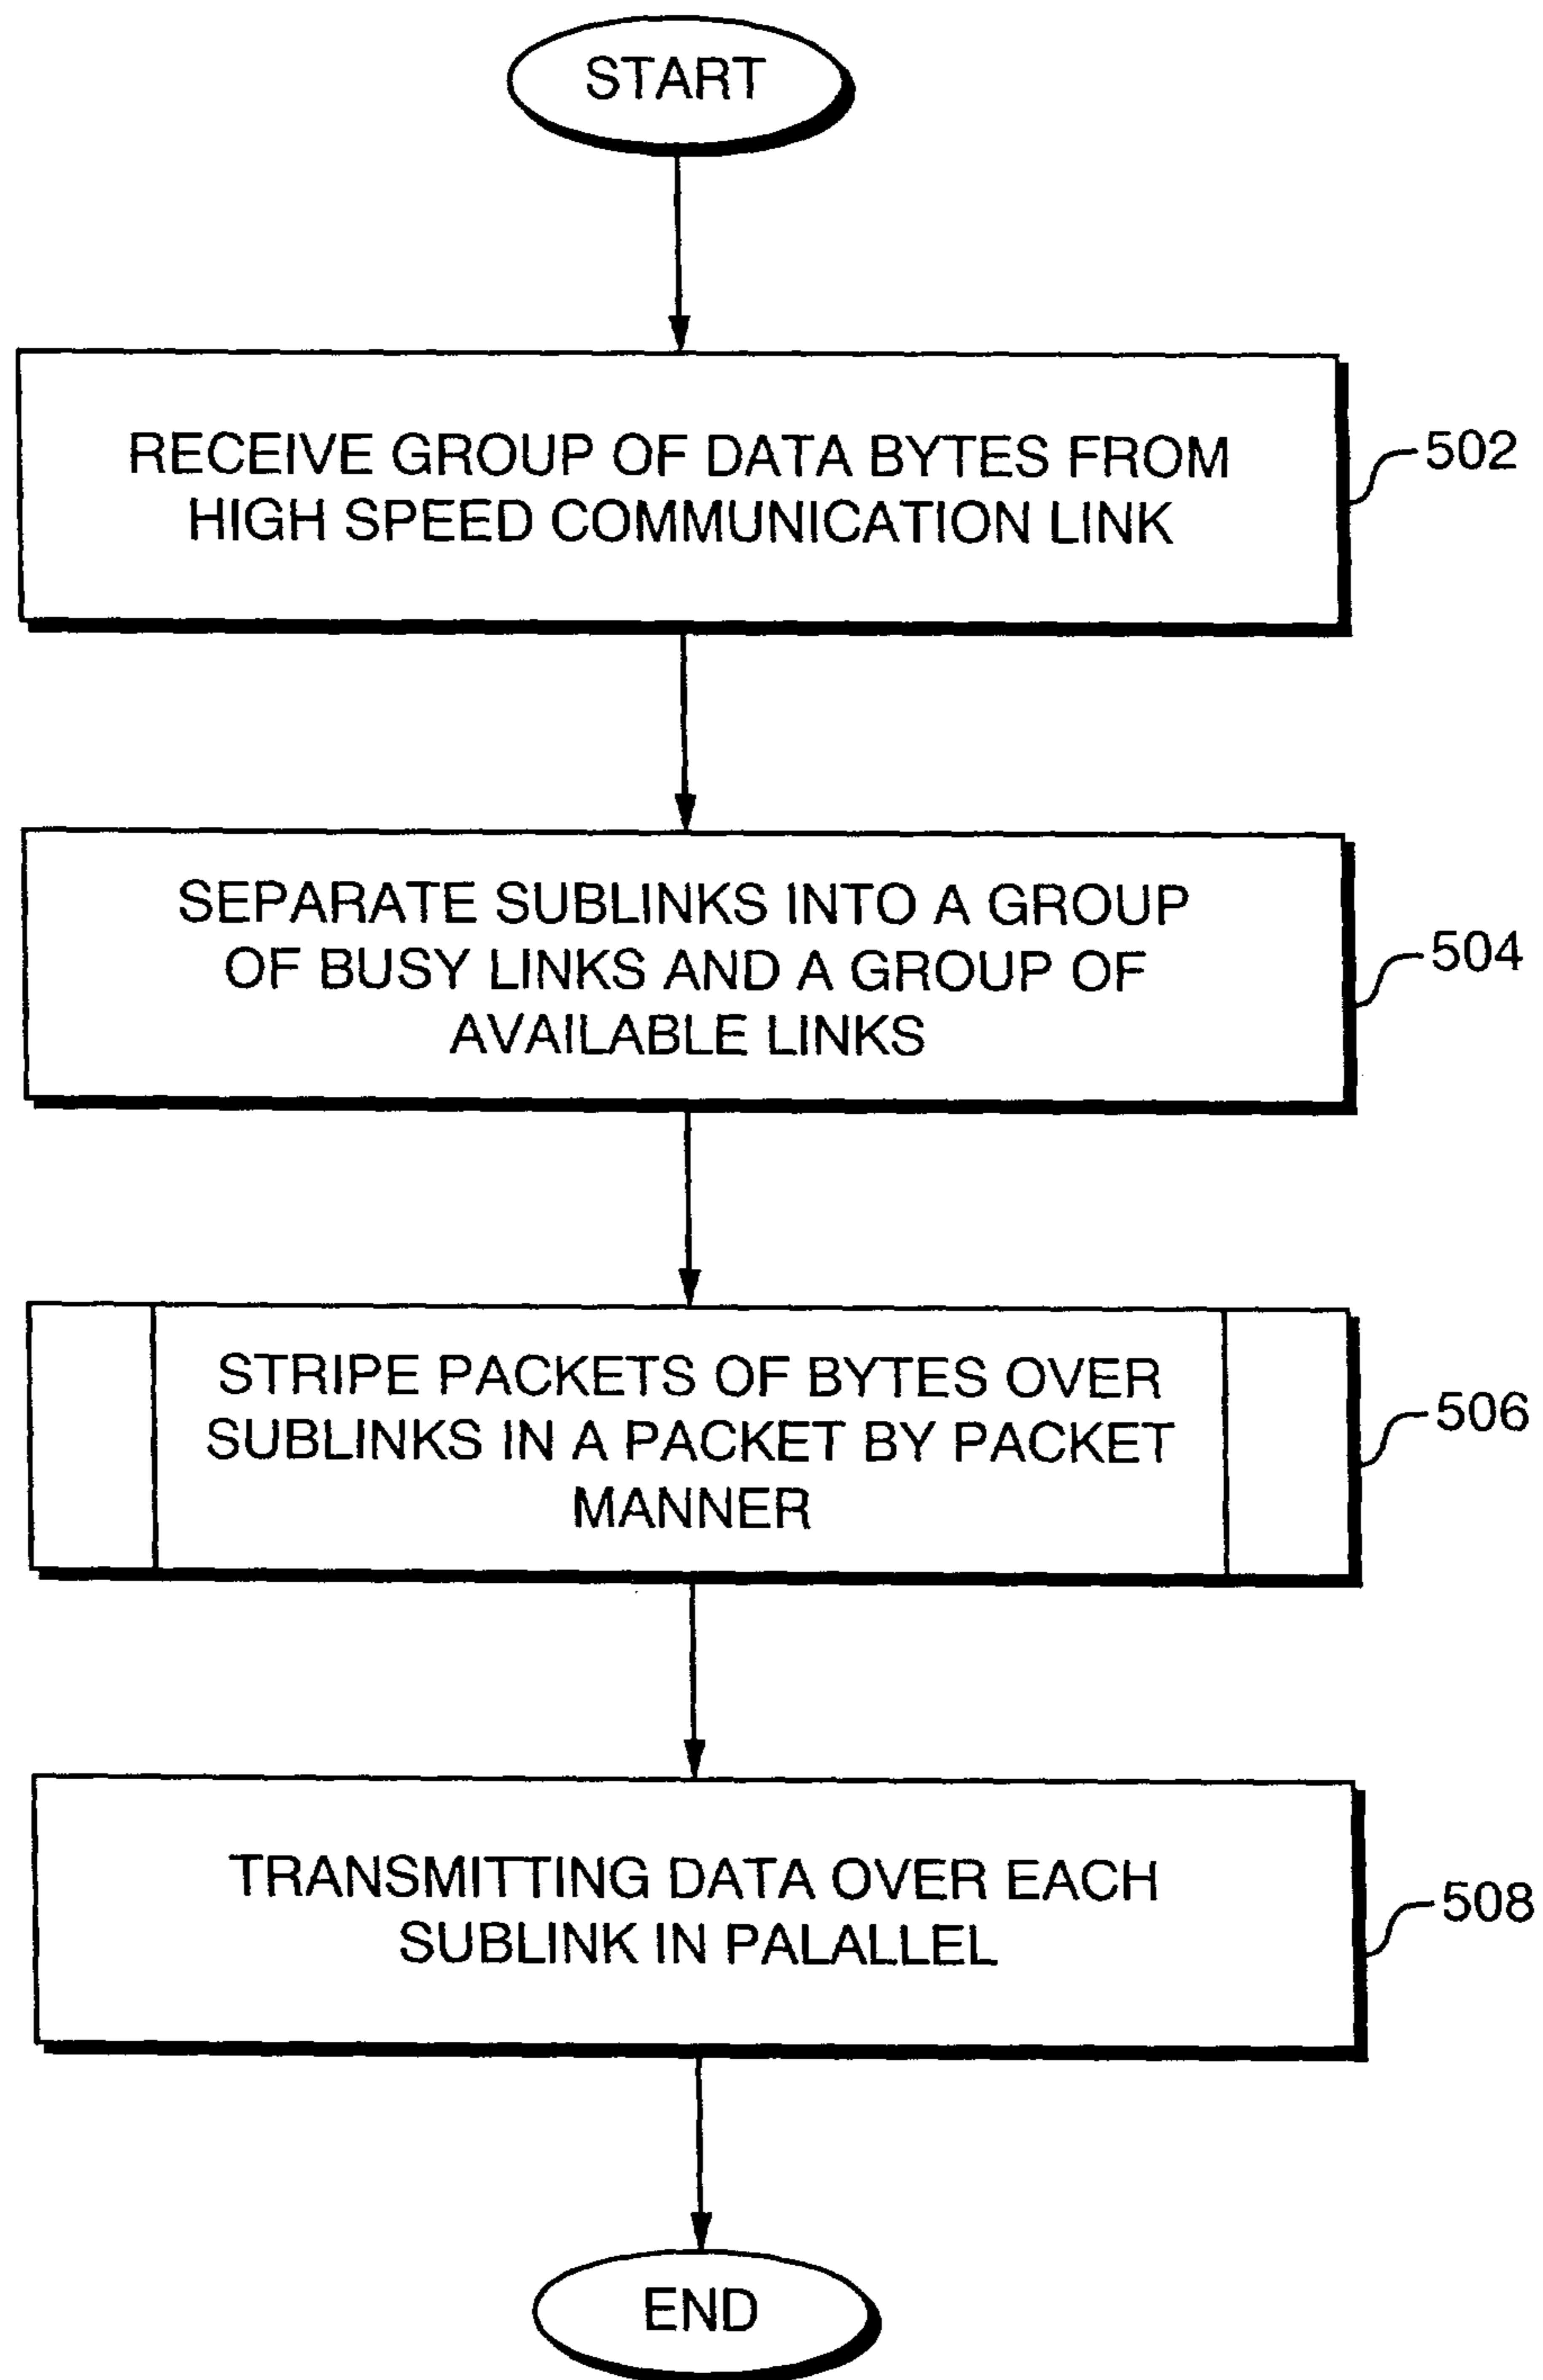 START
RECEIVE GROUP OF DATA BYTES FROM
HIGH SPEED COMMUNICATION LINK
502
SEPARATE SUBLINKS INTO A GROUP
OF BUSY LINKS AND A GROUP OF
AVAILABLE LINKS
504
STRIPE PACKETS OF BYTES OVER
SUBLINKS IN A PACKET BY PACKET
MANNER
506
TRANSMITTING DATA OVER EACH
SUBLINK IN PALALLEL
508
END